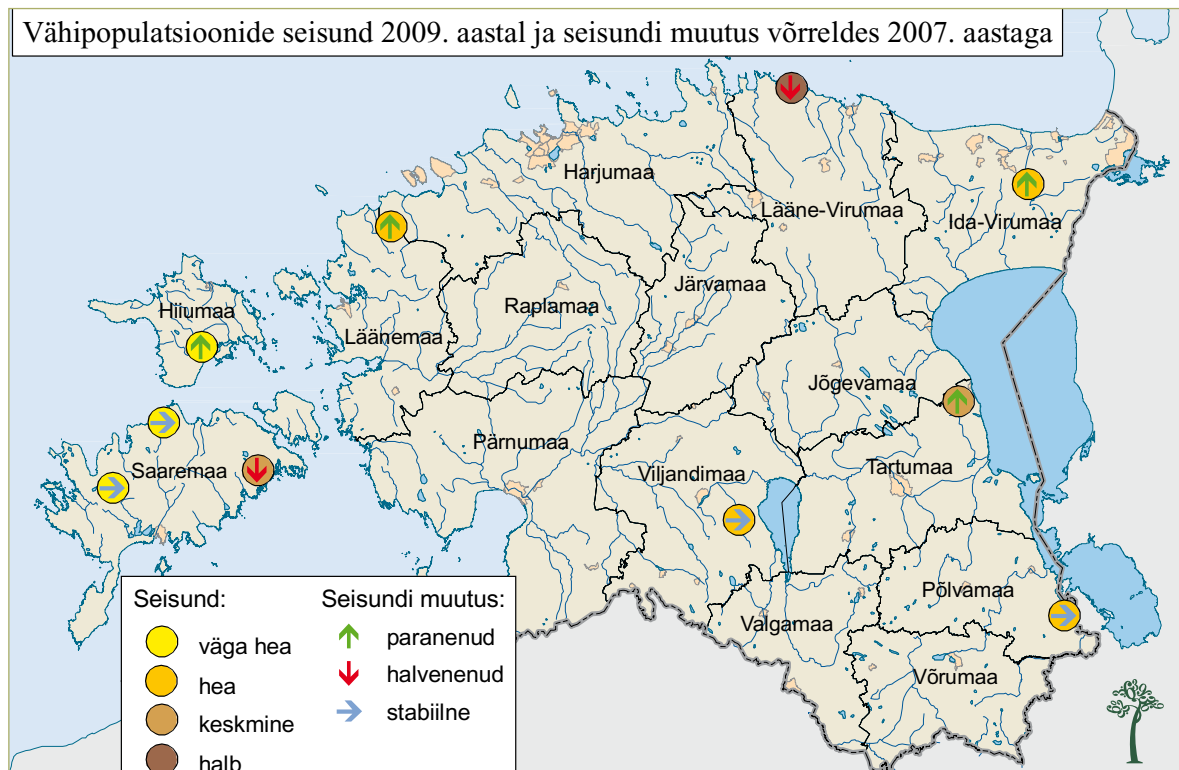 Vähipopulatsioonide seisund 2009. aastal ja seisundi muutus võrreldes 2007. aastaga
Harjumaa
Lääne-Virumaa
Ida-Virumaa
Hiiumaa
Läänemaa
Raplamaa
Järvamaa
Jõgevamaa
Saaremaa
Pärnumaa
Viljandimaa
Tartumaa
Põlvamaa
Valgamaa
Võrumaa
Seisund:
väga hea
hea
keskmine
halb
Seisundi muutus:
paranenud
halvenenud
stabiilne